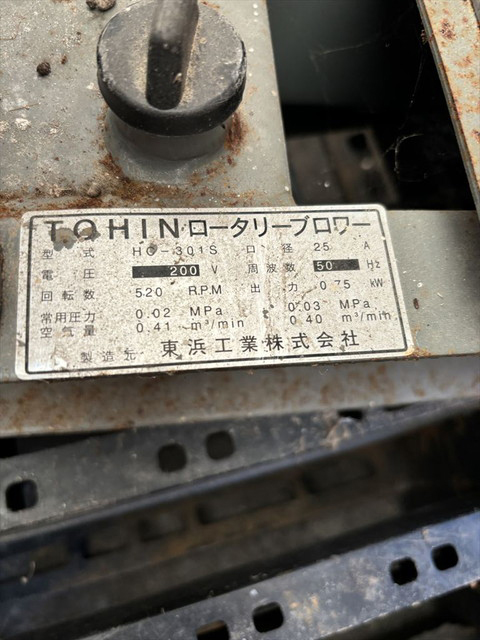 TOHIN・ロータリーブロワー
型式 HC-301S 口径 25 A
電圧 200 V 周波数 50 Hz
回転数 520 R.P.M 出力 0.75 kW
常用圧力 0.02 MPa 0.03 MPa
空気量 0.41 m³/min 0.40 m³/min
製造元 東浜工業株式会社